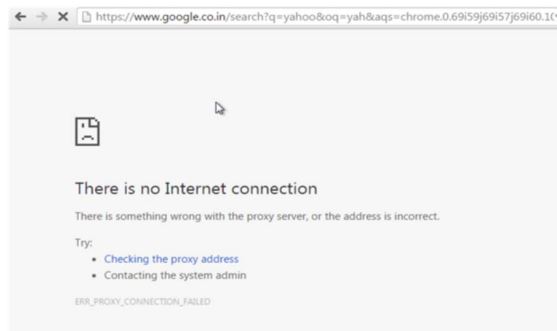 https://www.google.co.in/search?q=yahoo&oq=yah&aqs=chrome.0.69i59j69i57j69i60.10
There is no Internet connection
There is something wrong with the proxy server, or the address is incorrect.
Try:
• Checking the proxy address
• Contacting the system admin
ERR_PROXY_CONNECTION_FAILED